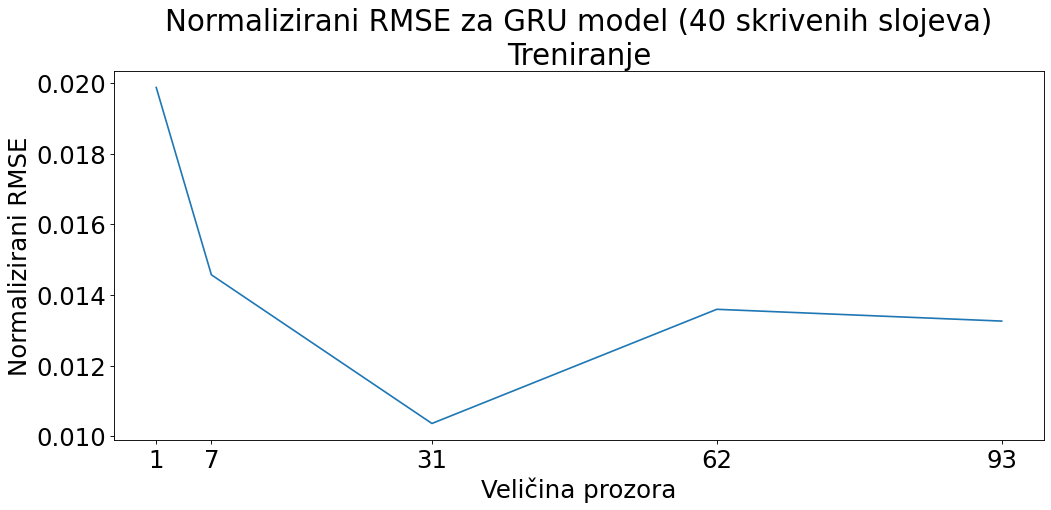 Normalizirani RMSE za GRU model (40 skrivenih slojeva)
Treniranje
Normalizirani RMSE
0.020
0.018
0.016
0.014
0.012
0.010
1 7 31 62 93
Veličina prozora